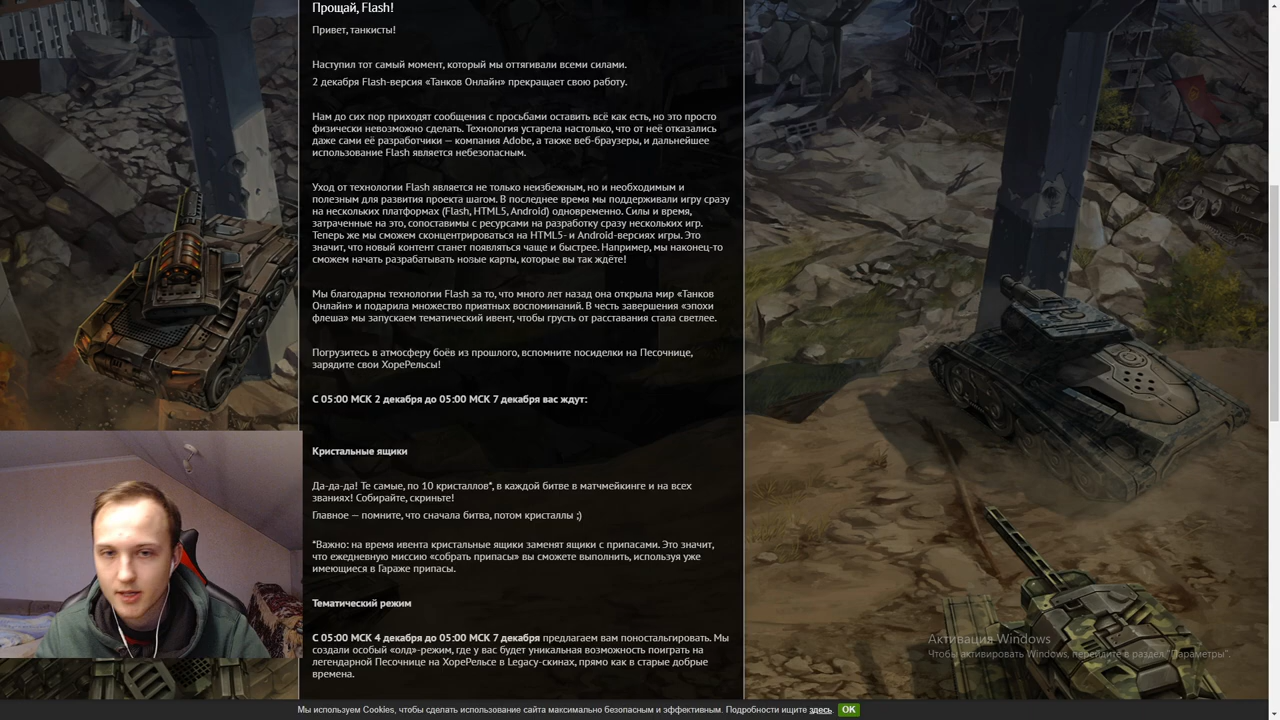 Прощай, Flash!
Привет, танкисты!
Наступил тот самый момент, который мы оттягивали всеми силами.
2 декабря Flash-версия «Танков Онлайн» прекращает свою работу.
Нам до сих пор приходят сообщения с просьбами оставить всё как есть, но это просто
физически невозможно сделать. Технология устарела настолько, что от неё отказались
даже сами её разработчики — компания Adobe, а также веб-браузеры, и дальнейшее
использование Flash является небезопасным.
Уход от технологии Flash является не только неизбежным, но и необходимым и
полезным для развития проекта шагом. В последнее время мы поддерживали игру сразу
на нескольких платформах (Flash, HTML5, Android) одновременно. Силы и время,
затраченные на это, сопоставимы с ресурсами на разработку сразу нескольких игр.
Теперь же мы сможем сконцентрироваться на HTML5- и Android-версиях игры. Это
значит, что новый контент станет появляться чаще и быстрее. Например, мы наконец-то
сможем начать разрабатывать новые карты, которые вы так ждёте!
Мы благодарны технологии Flash за то, что много лет назад она открыла мир «Танков
Онлайн» и подарила множество приятных воспоминаний. В честь завершения «эпохи
флеша» мы запускаем тематический ивент, чтобы грусть от расставания стала светлее.
Погрузитесь в атмосферу боёв из прошлого, вспомните посиделки на Песочнице,
зарядите свои ХореРельсы!
С 05:00 МСК 2 декабря до 05:00 МСК 7 декабря вас ждут:
Кристальные ящики
Да-да-да! Те самые, по 10 кристаллов*, в каждой битве в матчмейкинге и на всех
званиях! Собирайте, скриньте!
Главное — помните, что сначала битва, потом кристаллы ;)
*Важно: на время ивента кристальные ящики заменят ящики с припасами. Это значит,
что ежедневную миссию «собрать припасы» вы сможете выполнить, используя уже
имеющиеся в Гараже припасы.
Тематический режим
С 05:00 МСК 4 декабря до 05:00 МСК 7 декабря предлагаем вам поностальгировать. Мы
создали особый «олд»-режим, где у вас будет уникальная возможность поиграть на
легендарной Песочнице на ХореРельсе в Legacy-скинах, прямо как в старые добрые
времена.
Активация Windows
Чтобы активировать Windows, перейдите в раздел "Параметры".
Мы используем Cookies, чтобы сделать использование сайта максимально безопасным и эффективным. Подробности ищите здесь. OK